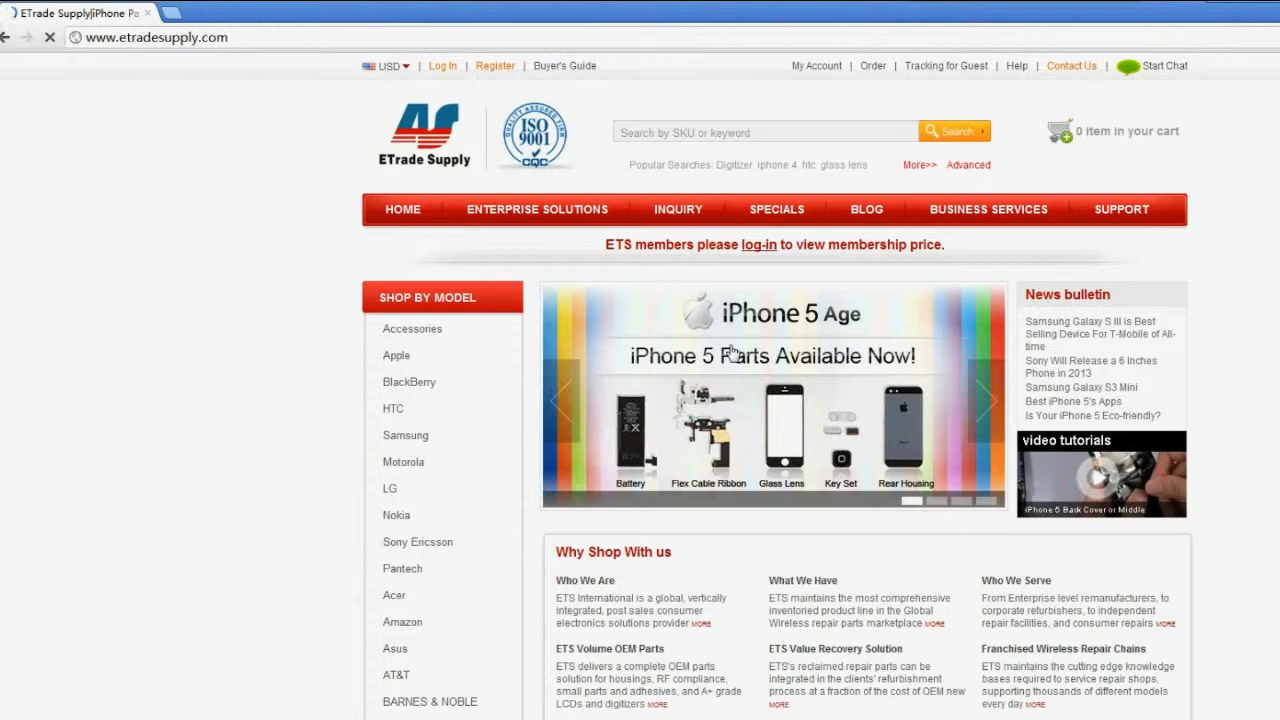 ETrade Supply|iPhone Pa
www.etradesupply.com
USD | Log In | Register | Buyer's Guide
My Account | Order | Tracking for Guest | Help | Contact Us | Start Chat
AS
ETrade Supply
QUALITY ASSURED FIRM
ISO
9001
CQC
Search by SKU or keyword
Search
0 item in your cart
Popular Searches: Digitizer iphone 4 htc glass lens More>> Advanced
HOME ENTERPRISE SOLUTIONS INQUIRY SPECIALS BLOG BUSINESS SERVICES SUPPORT
ETS members please log-in to view membership price.
SHOP BY MODEL
Accessories
Apple
BlackBerry
HTC
Samsung
Motorola
LG
Nokia
Sony Ericsson
Pantech
Acer
Amazon
Asus
AT&T
BARNES & NOBLE
iPhone 5 Age
iPhone 5 Parts Available Now!
Battery Flex Cable Ribbon Glass Lens Key Set Rear Housing
News bulletin
Samsung Galaxy S III is Best
Selling Device For T-Mobile of All-
time
Sony Will Release a 6 Inches
Phone in 2013
Samsung Galaxy S3 Mini
Best iPhone 5's Apps
Is Your iPhone 5 Eco-friendly?
video tutorials
iPhone 5 Back Cover or Middle
Why Shop With us
Who We Are
ETS International is a global, vertically
integrated, post sales consumer
electronics solutions provider MORE
What We Have
ETS maintains the most comprehensive
inventoried product line in the Global
Wireless repair parts marketplace MORE
Who We Serve
From Enterprise level remanufacturers, to
corporate refurbishers, to independent
repair facilities, and consumer repairs MORE
ETS Volume OEM Parts
ETS delivers a complete OEM parts
solution for housings, RF compliance,
small parts and adhesives, and A+ grade
LCDs and digitizers MORE
ETS Value Recovery Solution
ETS's reclaimed repair parts can be
integrated in the clients' refurbishment
process at a fraction of the cost of OEM new
MORE
Franchised Wireless Repair Chains
ETS maintains the cutting edge knowledge
bases required to service repair shops,
supporting thousands of different models
every day MORE